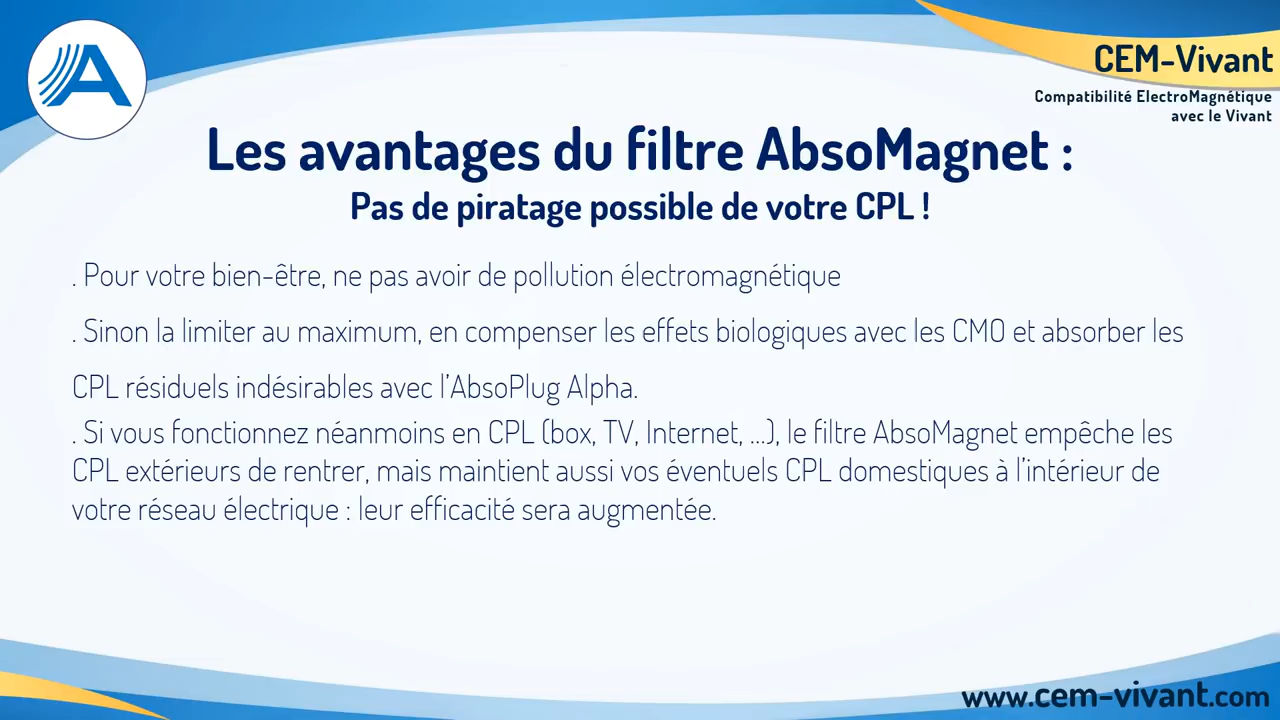 CEM-Vivant
Compatibilité ElectroMagnétique
avec le Vivant
Les avantages du filtre AbsoMagnet :
Pas de piratage possible de votre CPL !
. Pour votre bien-être, ne pas avoir de pollution électromagnétique
. Sinon la limiter au maximum, en compenser les effets biologiques avec les CMO et absorber les
CPL résiduels indésirables avec l'AbsoPlug Alpha.
. Si vous fonctionnez néanmoins en CPL (box, TV, Internet, ...), le filtre AbsoMagnet empêche les
CPL extérieurs de rentrer, mais maintient aussi vos éventuels CPL domestiques à l'intérieur de
votre réseau électrique : leur efficacité sera augmentée.
www.cem-vivant.com